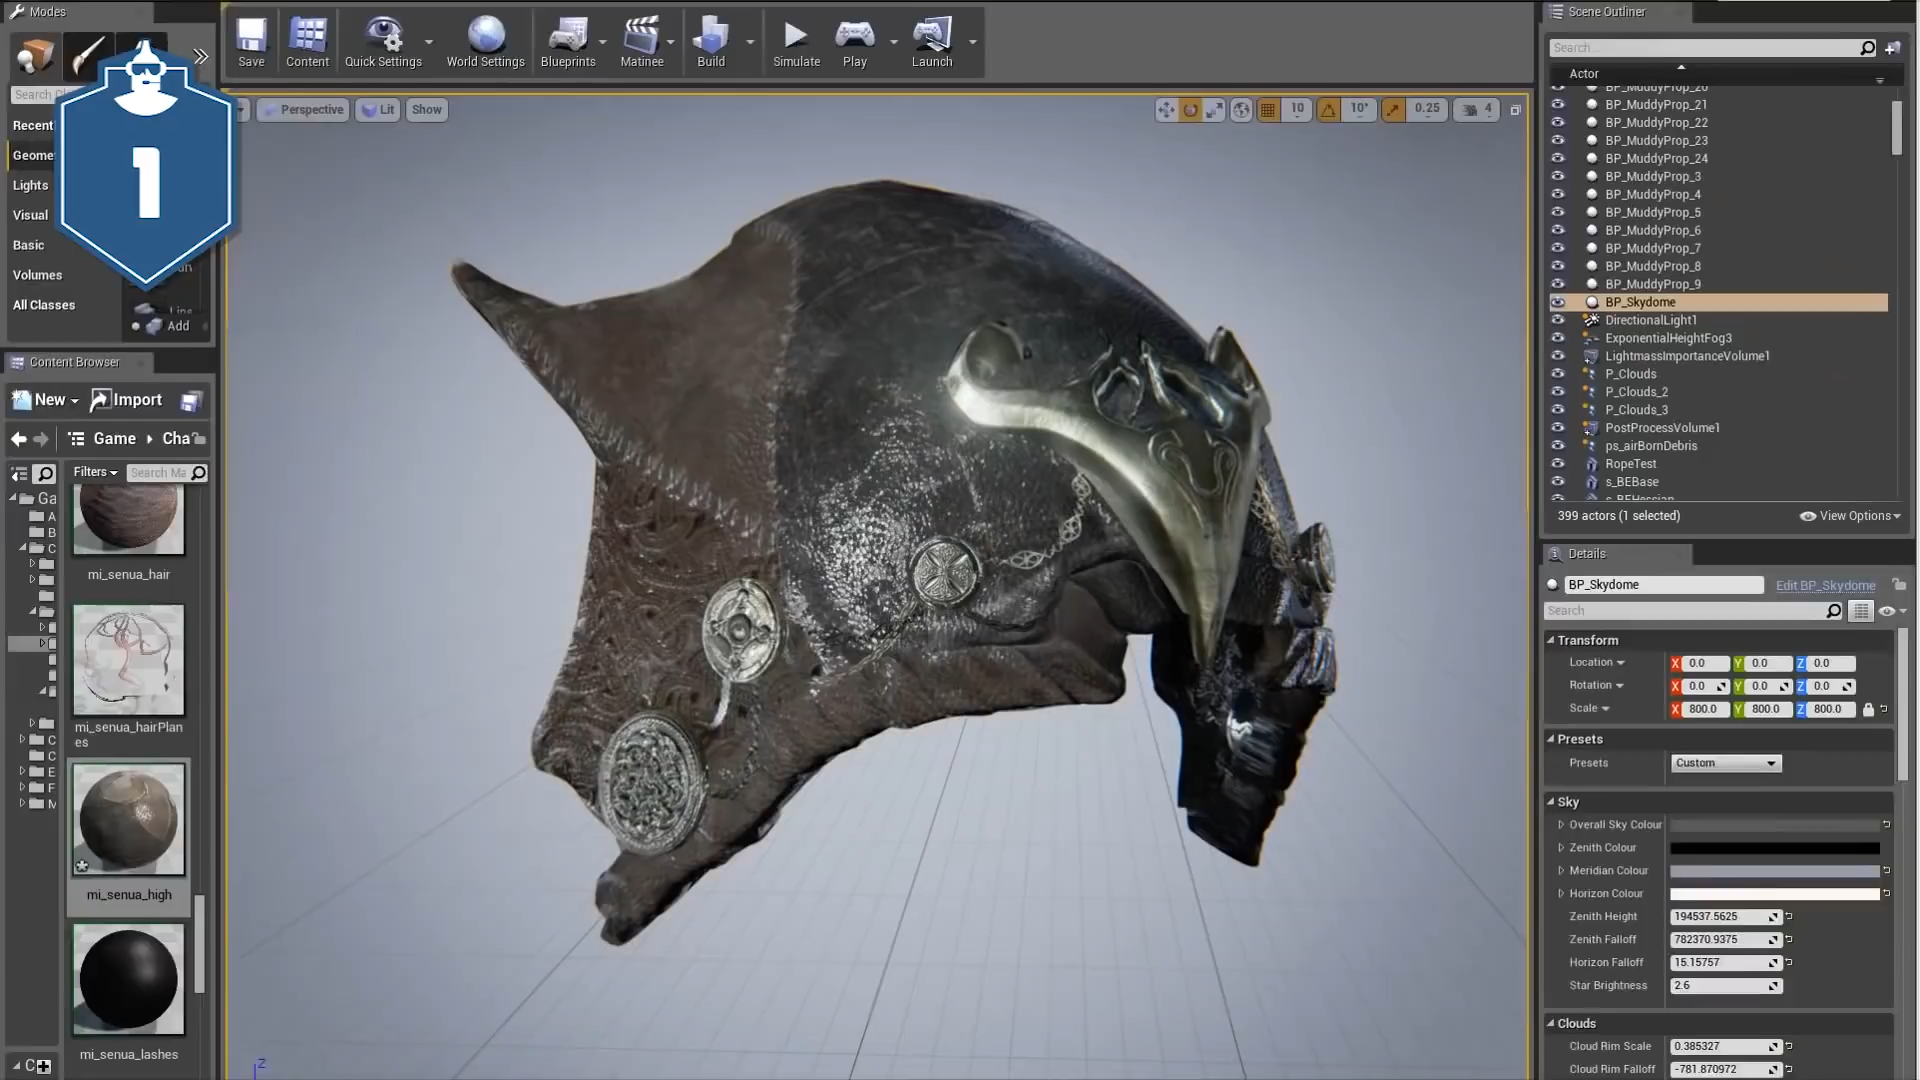 Modes
Search Cl
Recent
Geome
Lights
Visual
Basic
Volumes
All Classes
Add
1
Save
Content
Quick Settings
World Settings
Blueprints
Matinee
Build
Simulate
Play
Launch
Perspective
Lit
Show
10
10°
0.25
4
Content Browser
New
Import
Game
Cha
Filters
Search Ma
Ga
A
B
C
C
C
E
F
M
mi_senua_hair
mi_senua_hairPlan
es
mi_senua_high
mi_senua_lashes
C
Z
Scene Outliner
Search...
Actor
BP_MuddyProp_20
BP_MuddyProp_21
BP_MuddyProp_22
BP_MuddyProp_23
BP_MuddyProp_24
BP_MuddyProp_3
BP_MuddyProp_4
BP_MuddyProp_5
BP_MuddyProp_6
BP_MuddyProp_7
BP_MuddyProp_8
BP_MuddyProp_9
BP_Skydome
DirectionalLight1
ExponentialHeightFog3
LightmassImportanceVolume1
P_Clouds
P_Clouds_2
P_Clouds_3
PostProcessVolume1
ps_airBornDebris
RopeTest
s_BEBase
s_BEHessian
399 actors (1 selected)
View Options
Details
BP_Skydome
Edit BP_Skydome
Search
Transform
Location X 0.0 Y 0.0 Z 0.0
Rotation X 0.0 Y 0.0 Z 0.0
Scale X 800.0 Y 800.0 Z 800.0
Presets
Presets Custom
Sky
Overall Sky Colour
Zenith Colour
Meridian Colour
Horizon Colour
Zenith Height 194537.5625
Zenith Falloff 782370.9375
Horizon Falloff 15.15757
Star Brightness 2.6
Clouds
Cloud Rim Scale 0.385327
Cloud Rim Falloff -781.870972